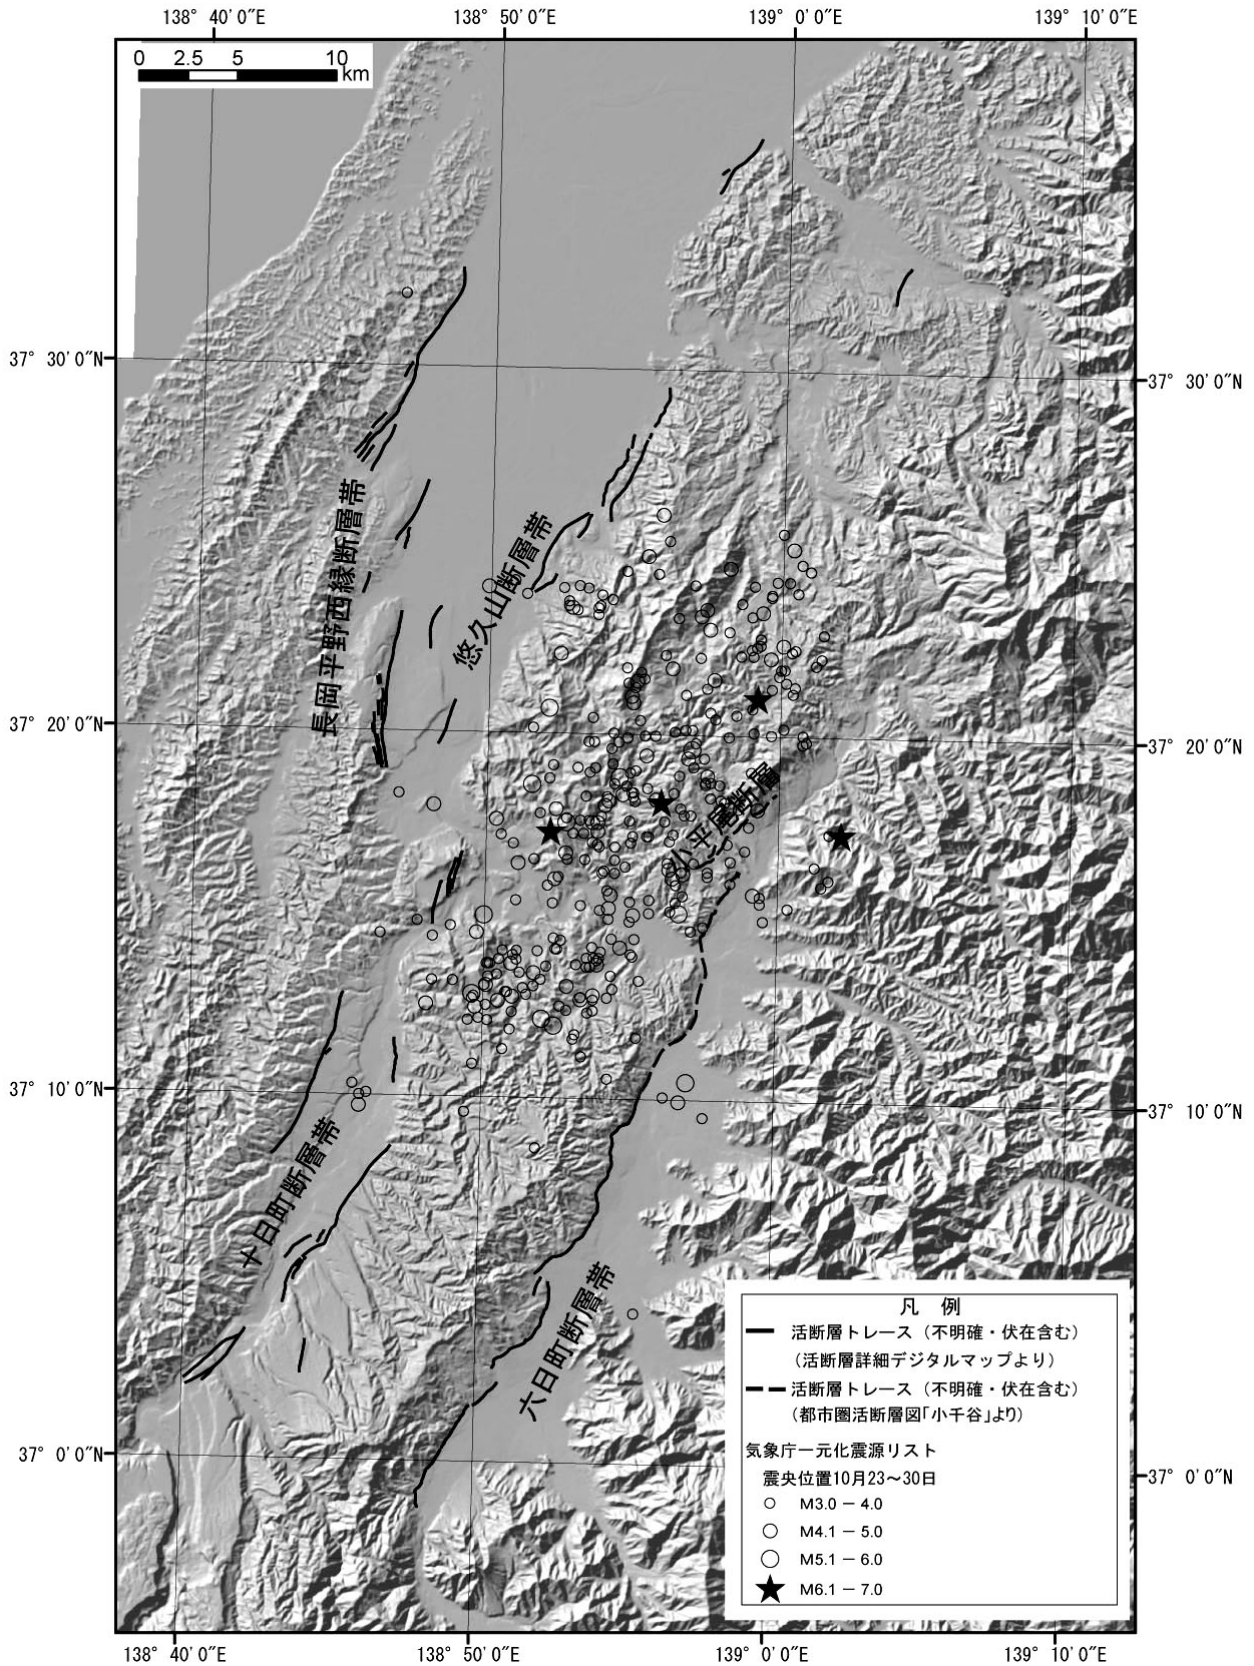 138° 40' 0"E
138° 50' 0"E
139° 0' 0"E
139° 10' 0"E
0 2.5 5 10
km
37° 30' 0"N
37° 30' 0"N
長岡平野西縁断層帯
悠久山断層帯
37° 20' 0"N
37° 20' 0"N
小平尾断層
37° 10' 0"N
37° 10' 0"N
十日町断層帯
六日町断層帯
37° 0' 0"N
37° 0' 0"N
凡 例
活断層トレース（不明確・伏在含む）
（活断層詳細デジタルマップより）
活断層トレース（不明確・伏在含む）
（都市圏活断層図「小千谷」より）
気象庁一元化震源リスト
震央位置10月23～30日
M3.0 － 4.0
M4.1 － 5.0
M5.1 － 6.0
M6.1 － 7.0
138° 40' 0"E
138° 50' 0"E
139° 0' 0"E
139° 10' 0"E